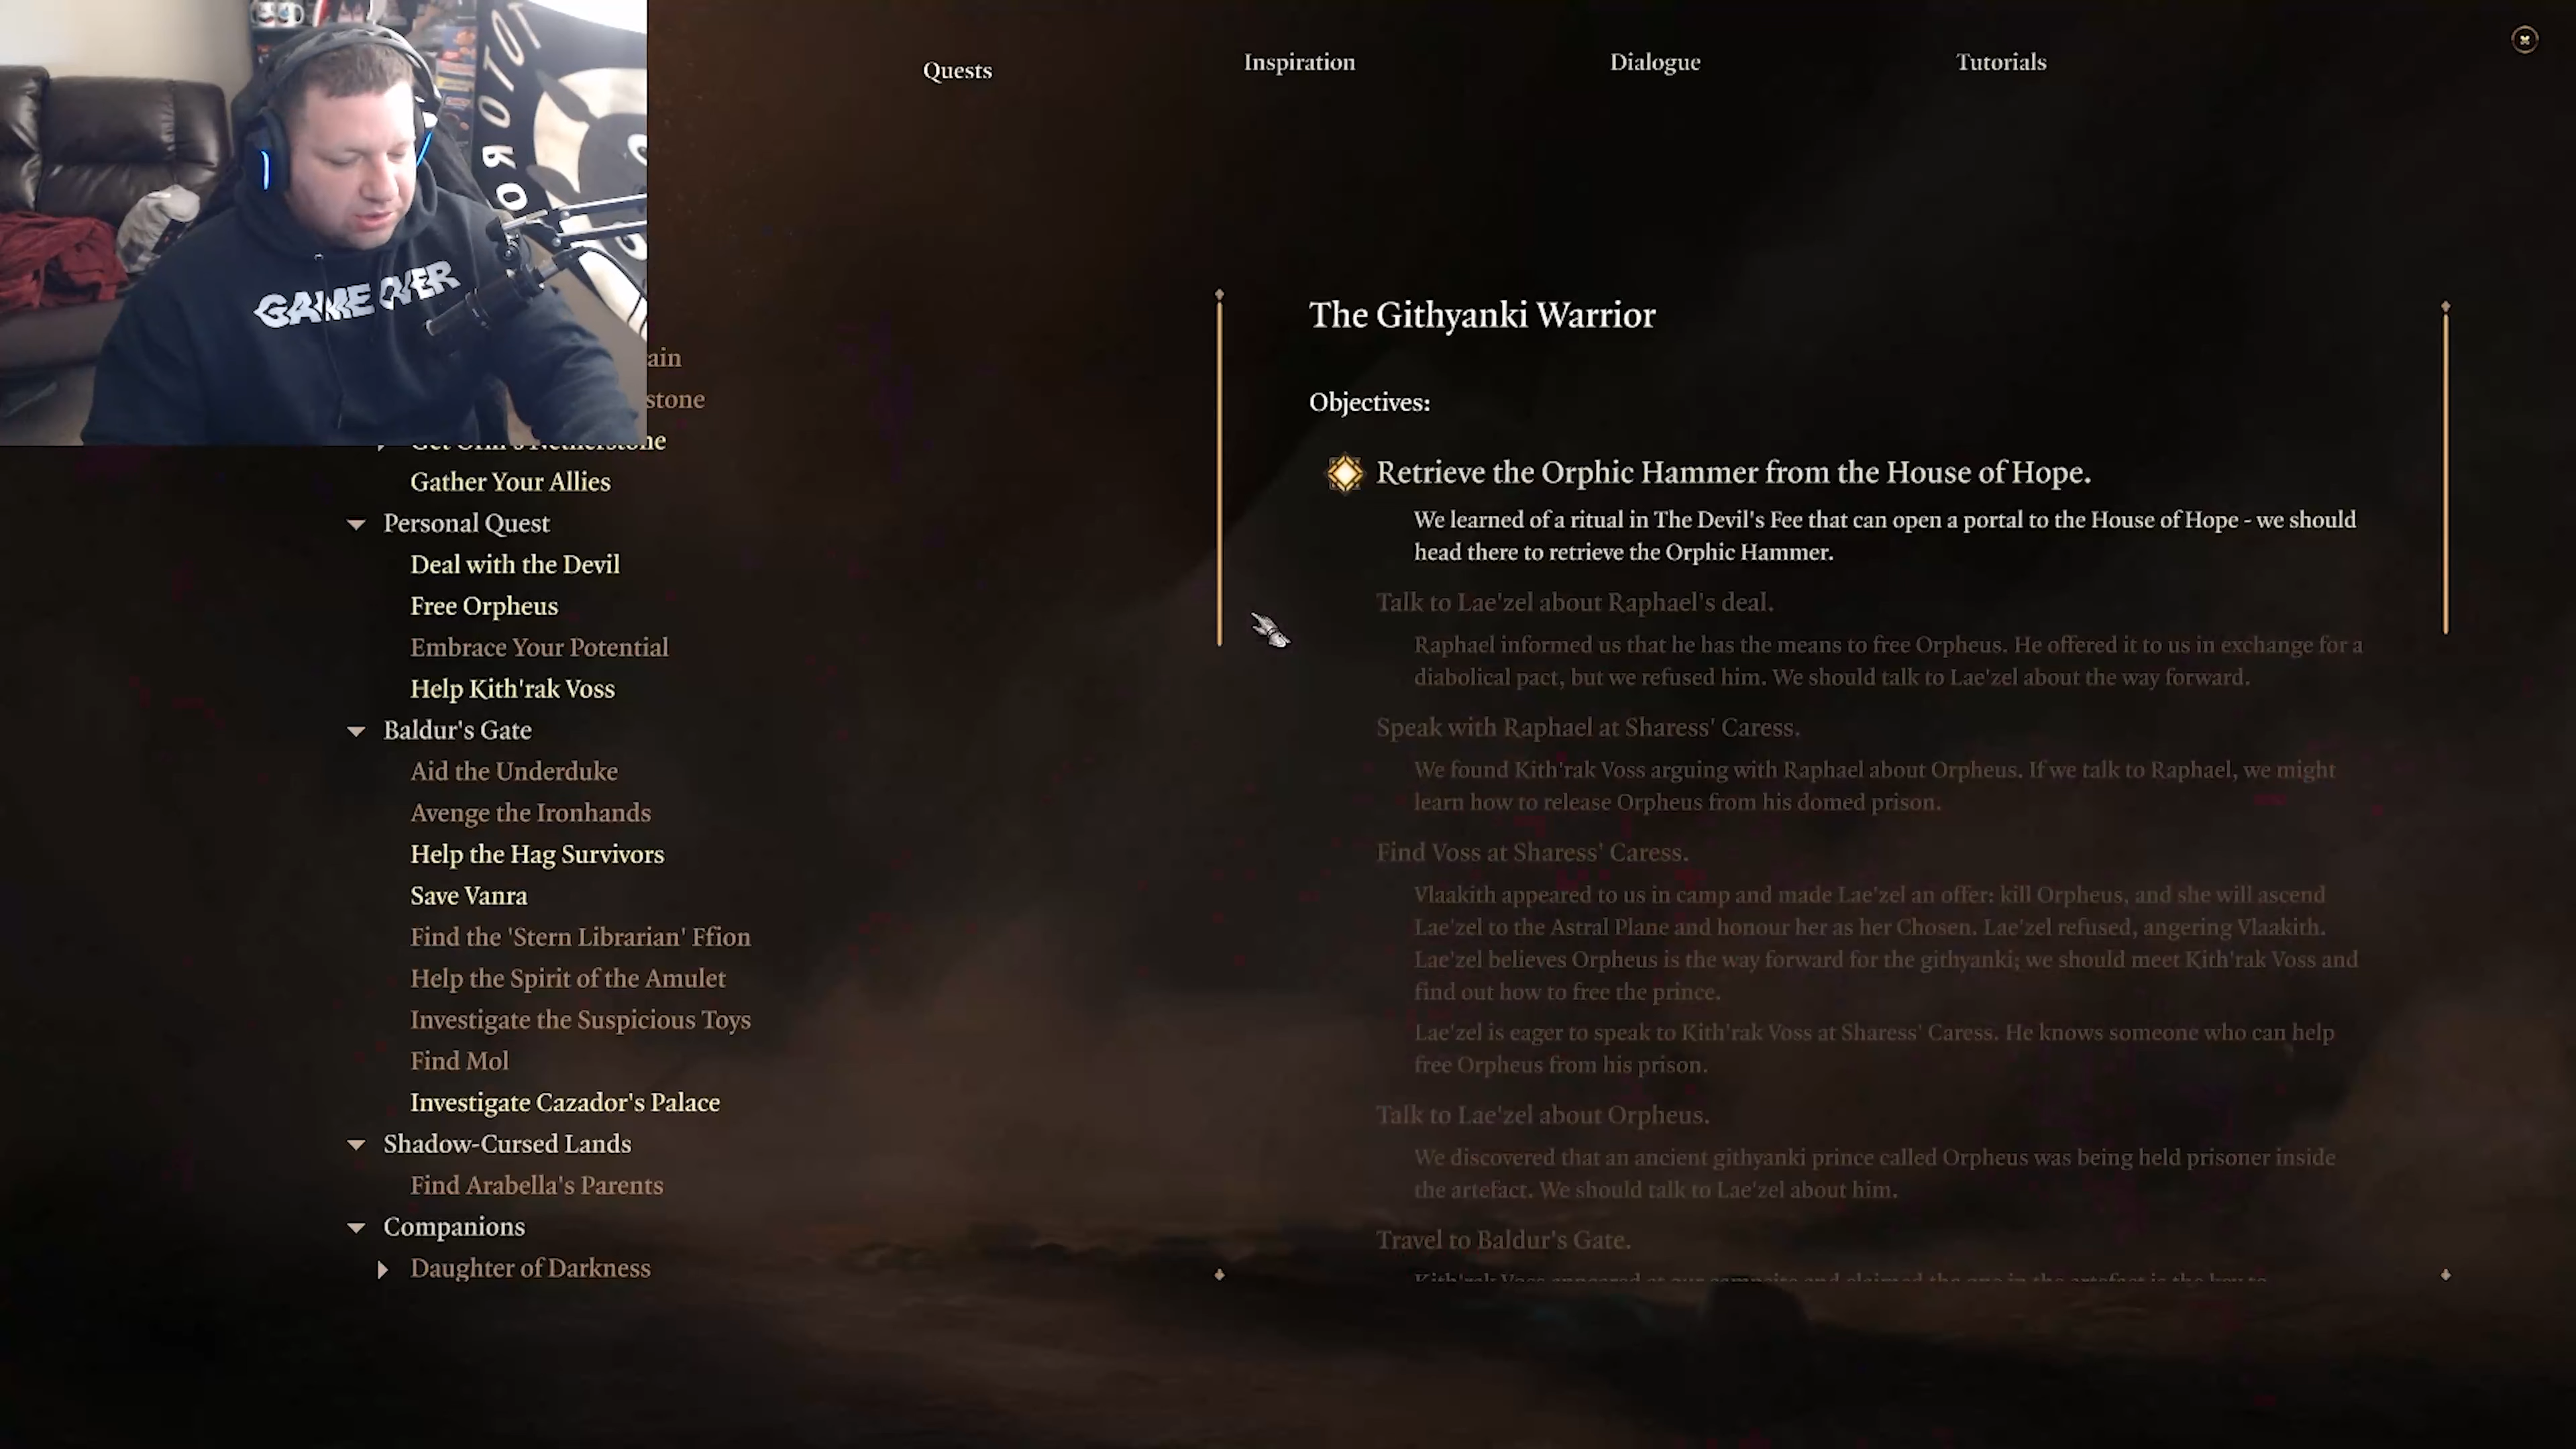 Quests
Inspiration
Dialogue
Tutorials
GAME OVER
ain
stone
Gather Your Allies
Personal Quest
Deal with the Devil
Free Orpheus
Embrace Your Potential
Help Kith'rak Voss
Baldur's Gate
Aid the Underduke
Avenge the Ironhands
Help the Hag Survivors
Save Vanra
Find the 'Stern Librarian' Ffion
Help the Spirit of the Amulet
Investigate the Suspicious Toys
Find Mol
Investigate Cazador's Palace
Shadow-Cursed Lands
Find Arabella's Parents
Companions
Daughter of Darkness
The Githyanki Warrior
Objectives:
Retrieve the Orphic Hammer from the House of Hope.
We learned of a ritual in The Devil's Fee that can open a portal to the House of Hope - we should
head there to retrieve the Orphic Hammer.
Talk to Lae'zel about Raphael's deal.
Raphael informed us that he has the means to free Orpheus. He offered it to us in exchange for a
diabolical pact, but we refused him. We should talk to Lae'zel about the way forward.
Speak with Raphael at Sharess' Caress.
We found Kith'rak Voss arguing with Raphael about Orpheus. If we talk to Raphael, we might
learn how to release Orpheus from his domed prison.
Find Voss at Sharess' Caress.
Vlaakith appeared to us in camp and made Lae'zel an offer: kill Orpheus, and she will ascend
Lae'zel to the Astral Plane and honour her as her Chosen. Lae'zel refused, angering Vlaakith.
Lae'zel believes Orpheus is the way forward for the githyanki; we should meet Kith'rak Voss and
find out how to free the prince.
Lae'zel is eager to speak to Kith'rak Voss at Sharess' Caress. He knows someone who can help
free Orpheus from his prison.
Talk to Lae'zel about Orpheus.
We discovered that an ancient githyanki prince called Orpheus was being held prisoner inside
the artefact. We should talk to Lae'zel about him.
Travel to Baldur's Gate.